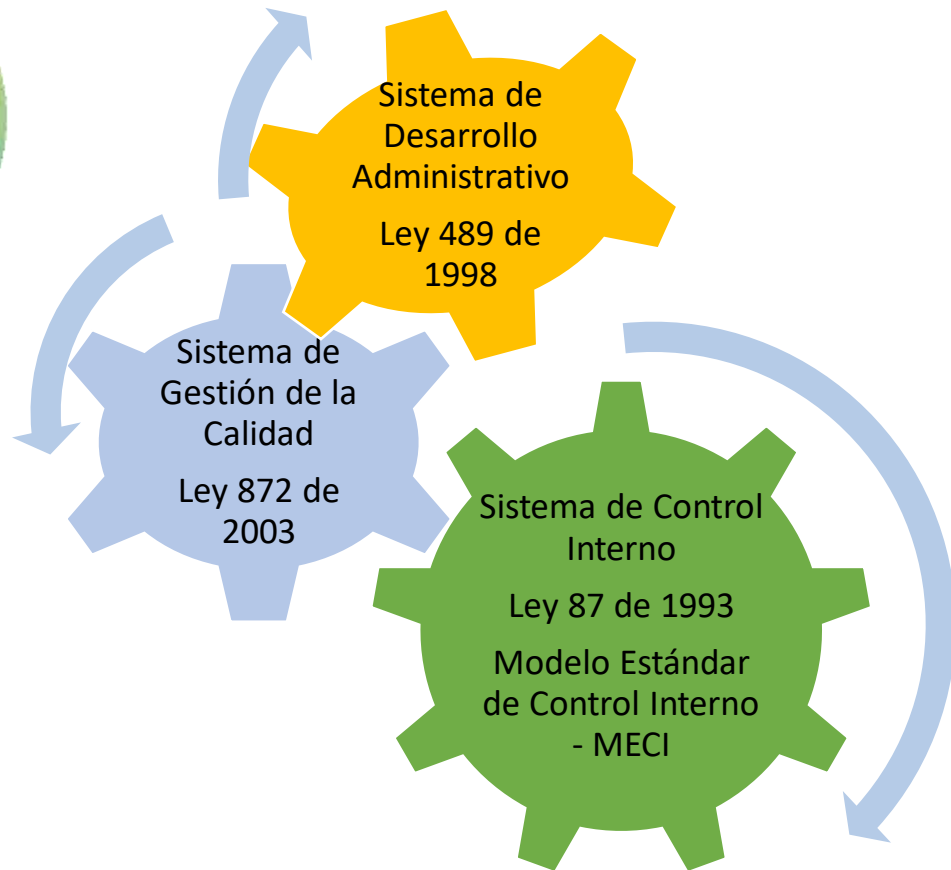 Sistema de
Desarrollo
Administrativo
Ley 489 de
1998
Sistema de
Gestión de la
Calidad
Ley 872 de
2003
Sistema de Control
Interno
Ley 87 de 1993
Modelo Estándar
de Control Interno
- MECI